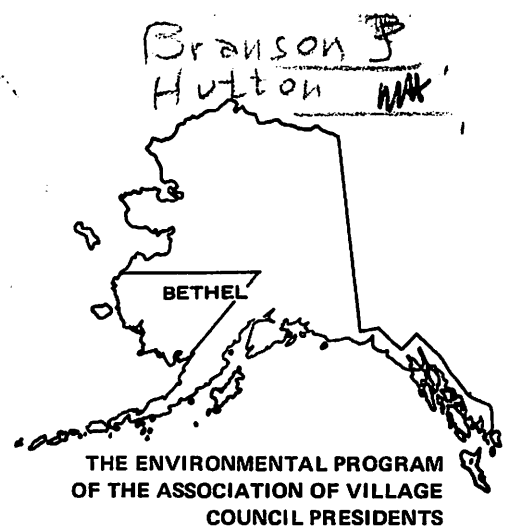 Branson
Hutton
BETHEL
THE ENVIRONMENTAL PROGRAM
OF THE ASSOCIATION OF VILLAGE
COUNCIL PRESIDENTS